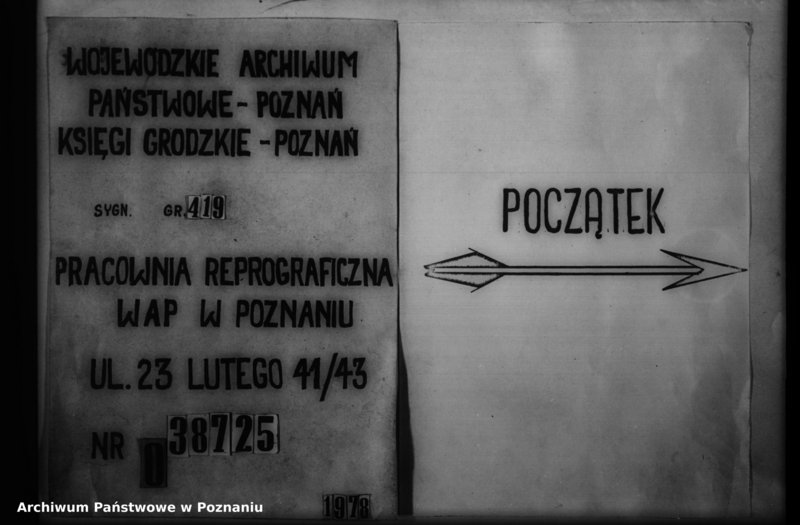 WOJEWÓDZKIE ARCHIWUM
PAŃSTWOWE - POZNAŃ
KSIĘGI GRODZKIE - POZNAŃ
SYGN. GR. 419
PRACOWNIA REPROGRAFICZNA
WAP W POZNANIU
UL. 23 LUTEGO 41/43
NR 0 38725
1978
POCZĄTEK
Archiwum Państwowe w Poznaniu